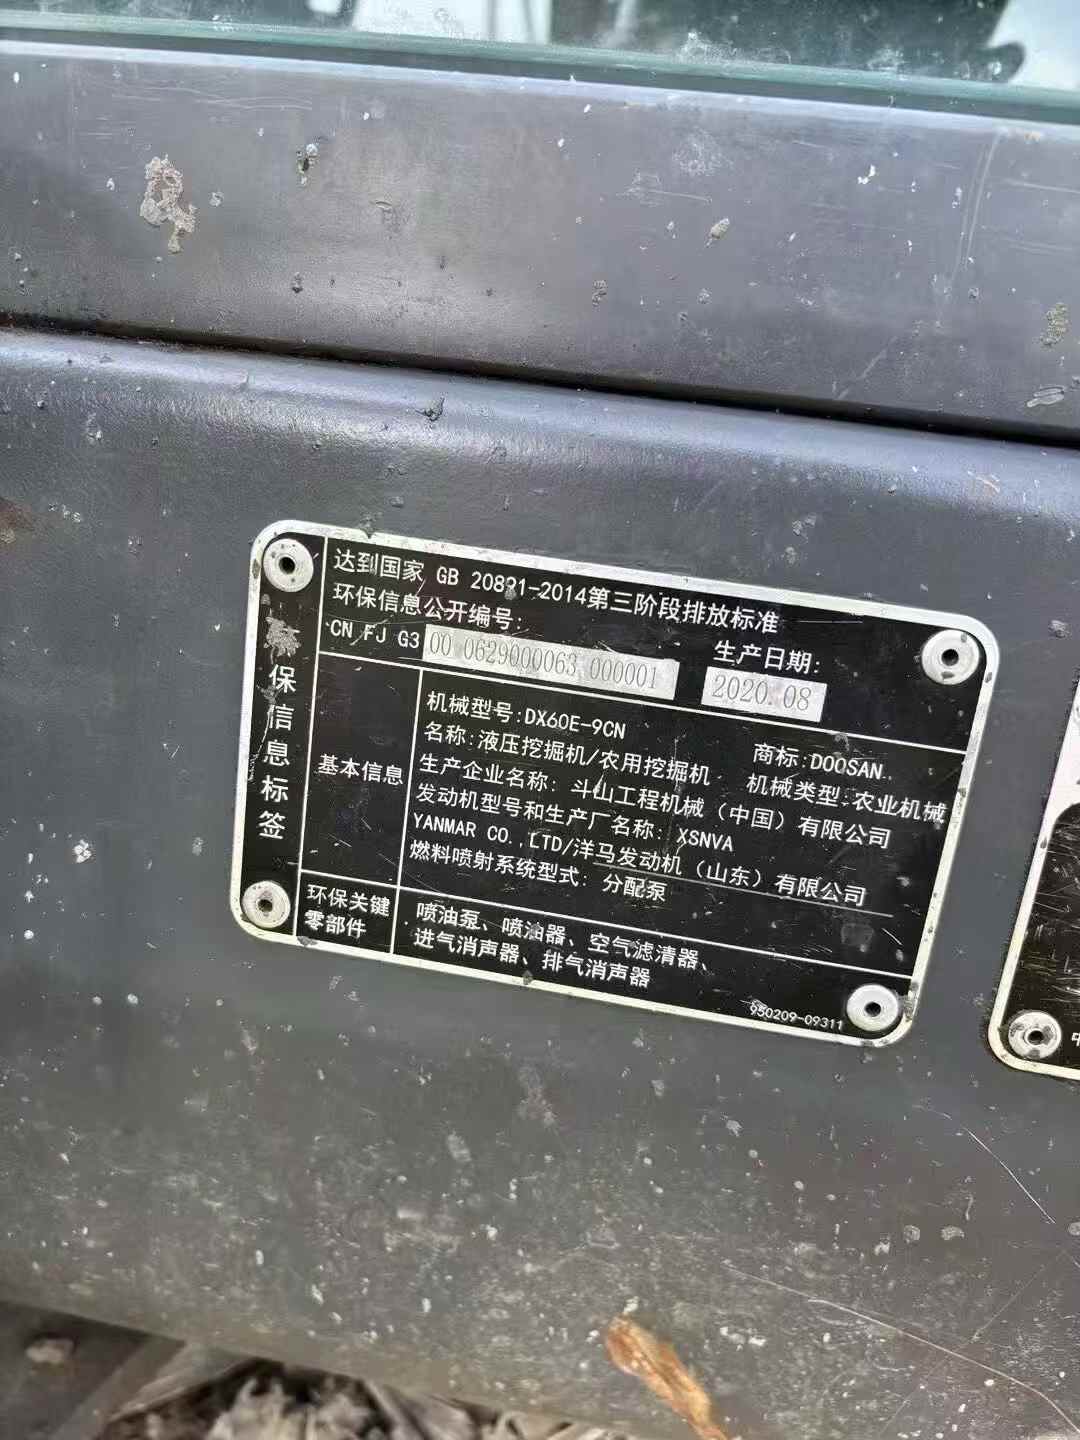 达到国家 GB 20891-2014第三阶段排放标准
环保信息公开编号:
CN FJ G3 00 0629000063 000001
生产日期:
2020.08
保信息标签
基本信息
机械型号:DX60E-9CN
商标:DOOSAN
名称:液压挖掘机/农用挖掘机
机械类型:农业机械
生产企业名称: 斗山工程机械(中国)有限公司
发动机型号和生产厂名称: XSNVA
YANMAR CO.,LTD/洋马发动机(山东)有限公司
燃料喷射系统型式: 分配泵
环保关键
零部件
喷油泵、喷油器、空气滤清器、
进气消声器、排气消声器
950209-09311